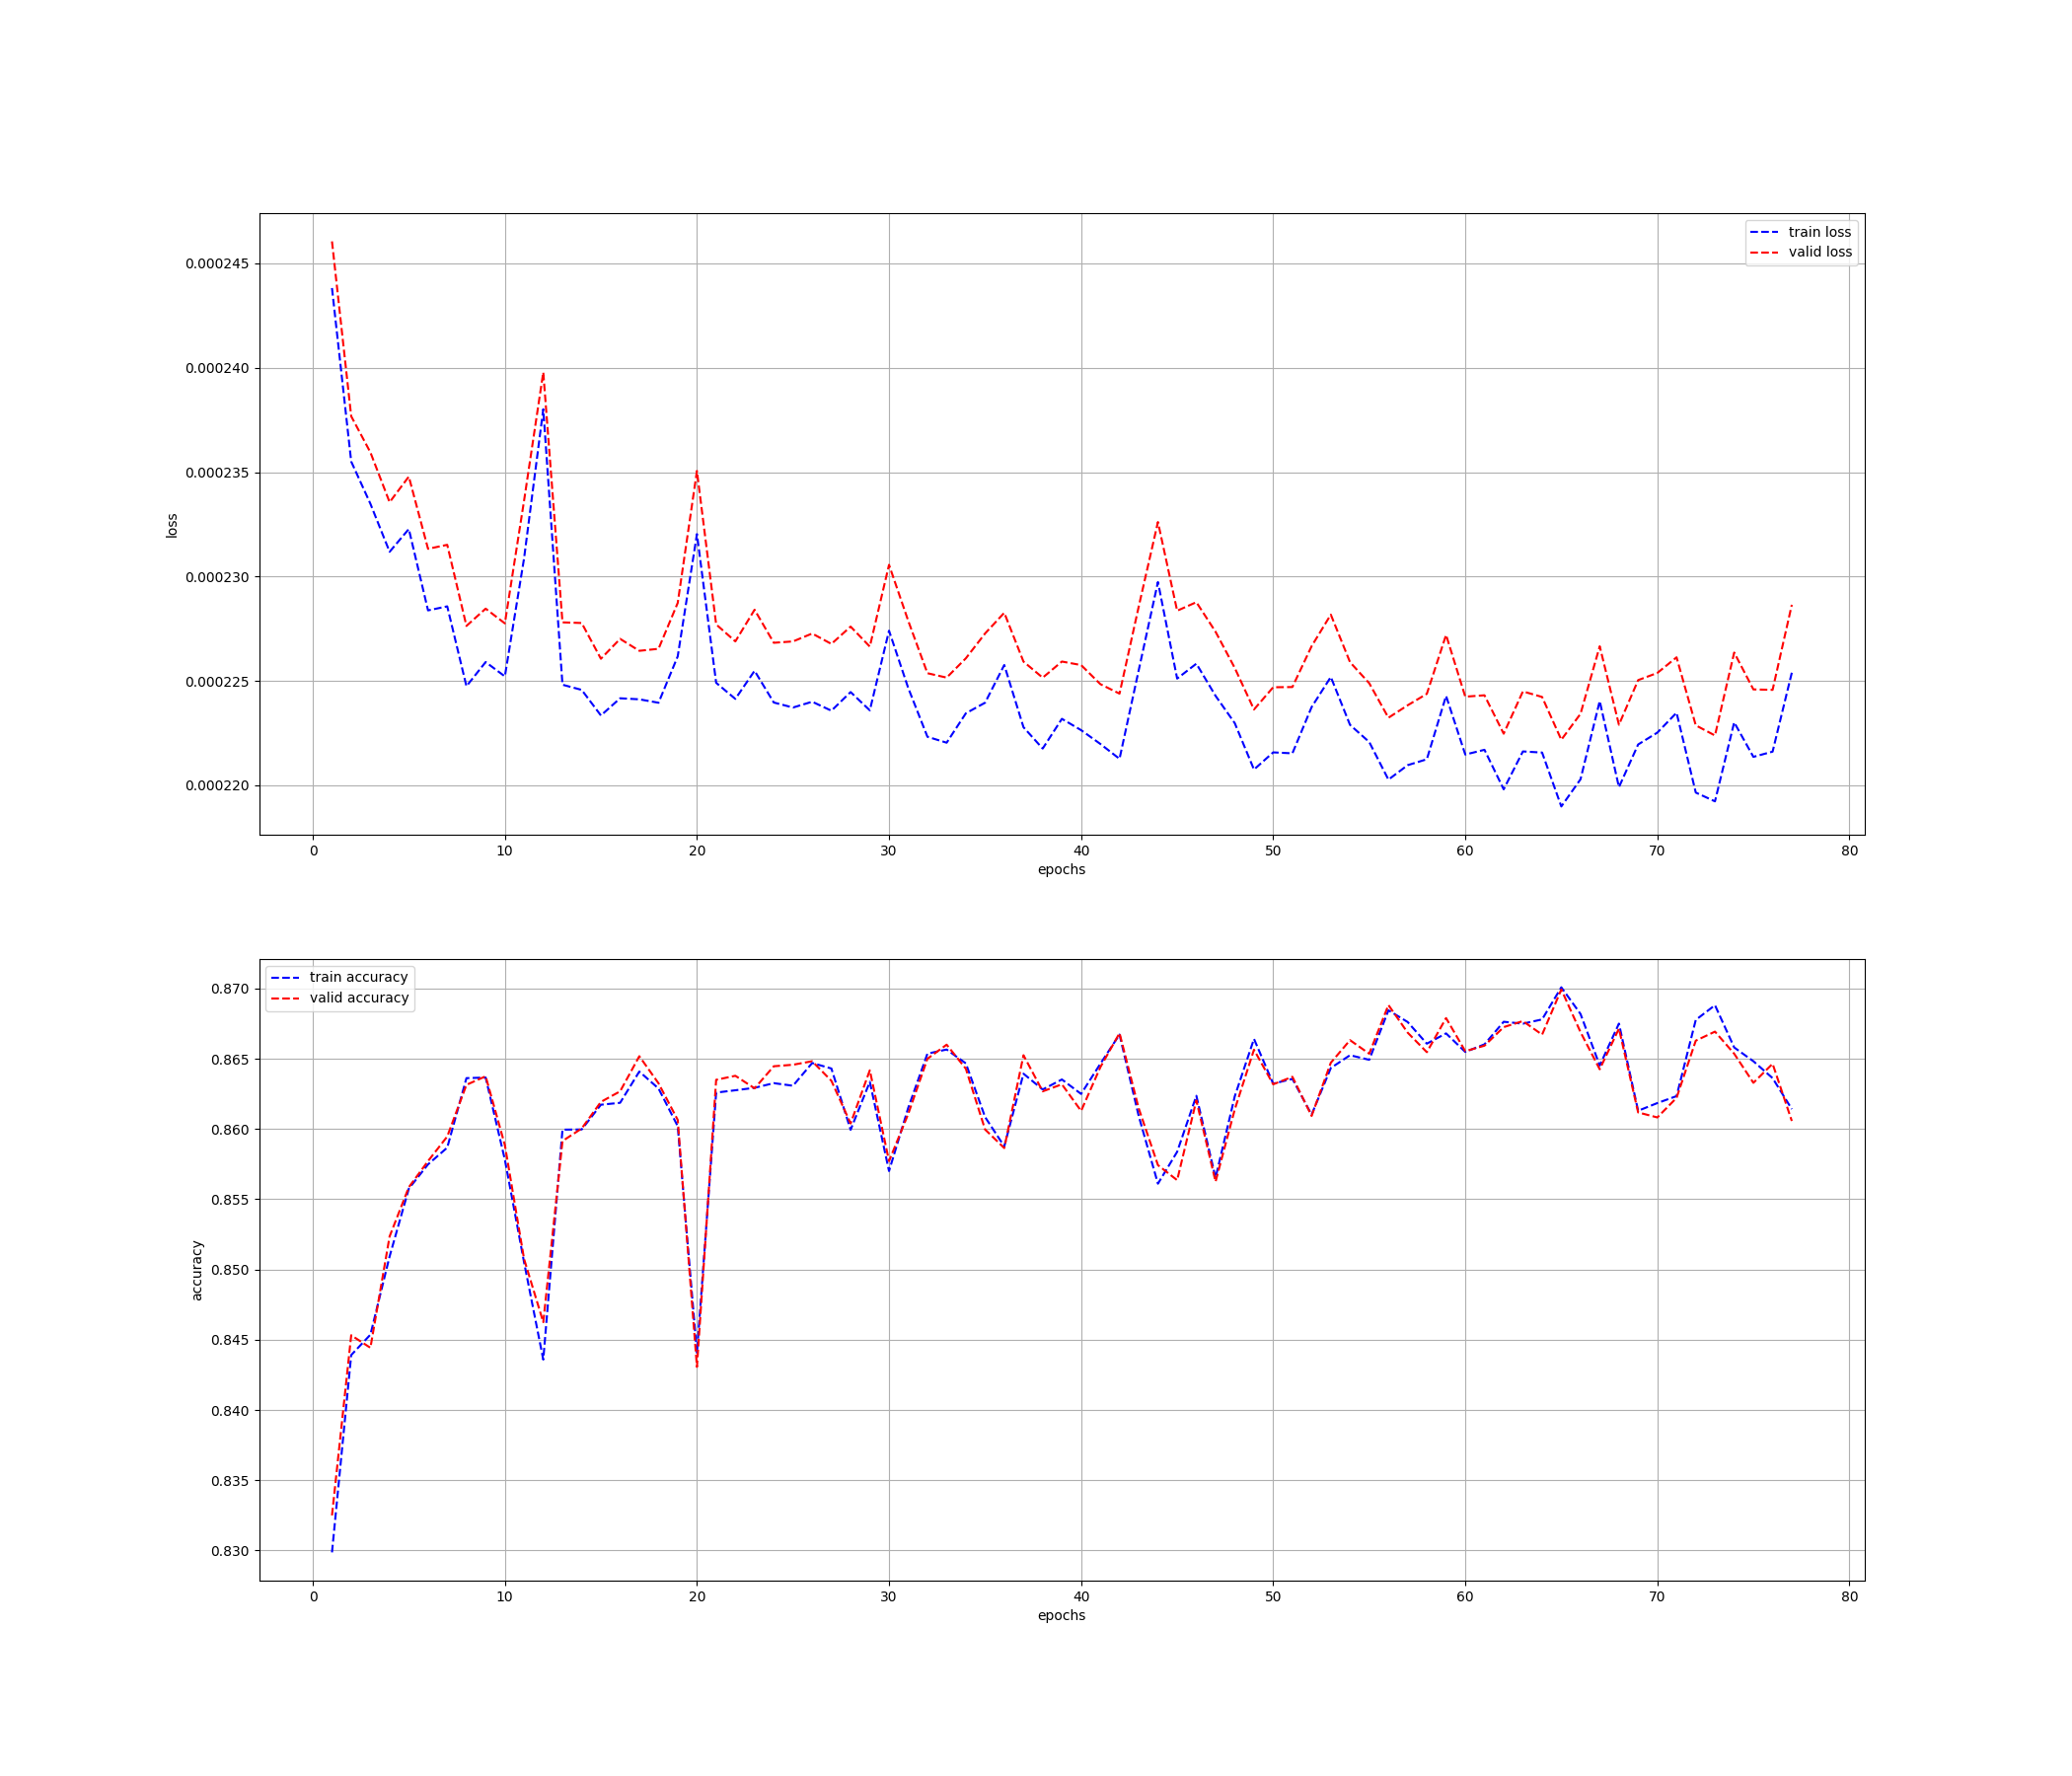 train loss
valid loss
0.000245
0.000240
0.000235
0.000230
0.000225
0.000220
loss
0 10 20 30 40 50 60 70 80
epochs
train accuracy
valid accuracy
0.870
0.865
0.860
0.855
0.850
0.845
0.840
0.835
0.830
accuracy
0 10 20 30 40 50 60 70 80
epochs